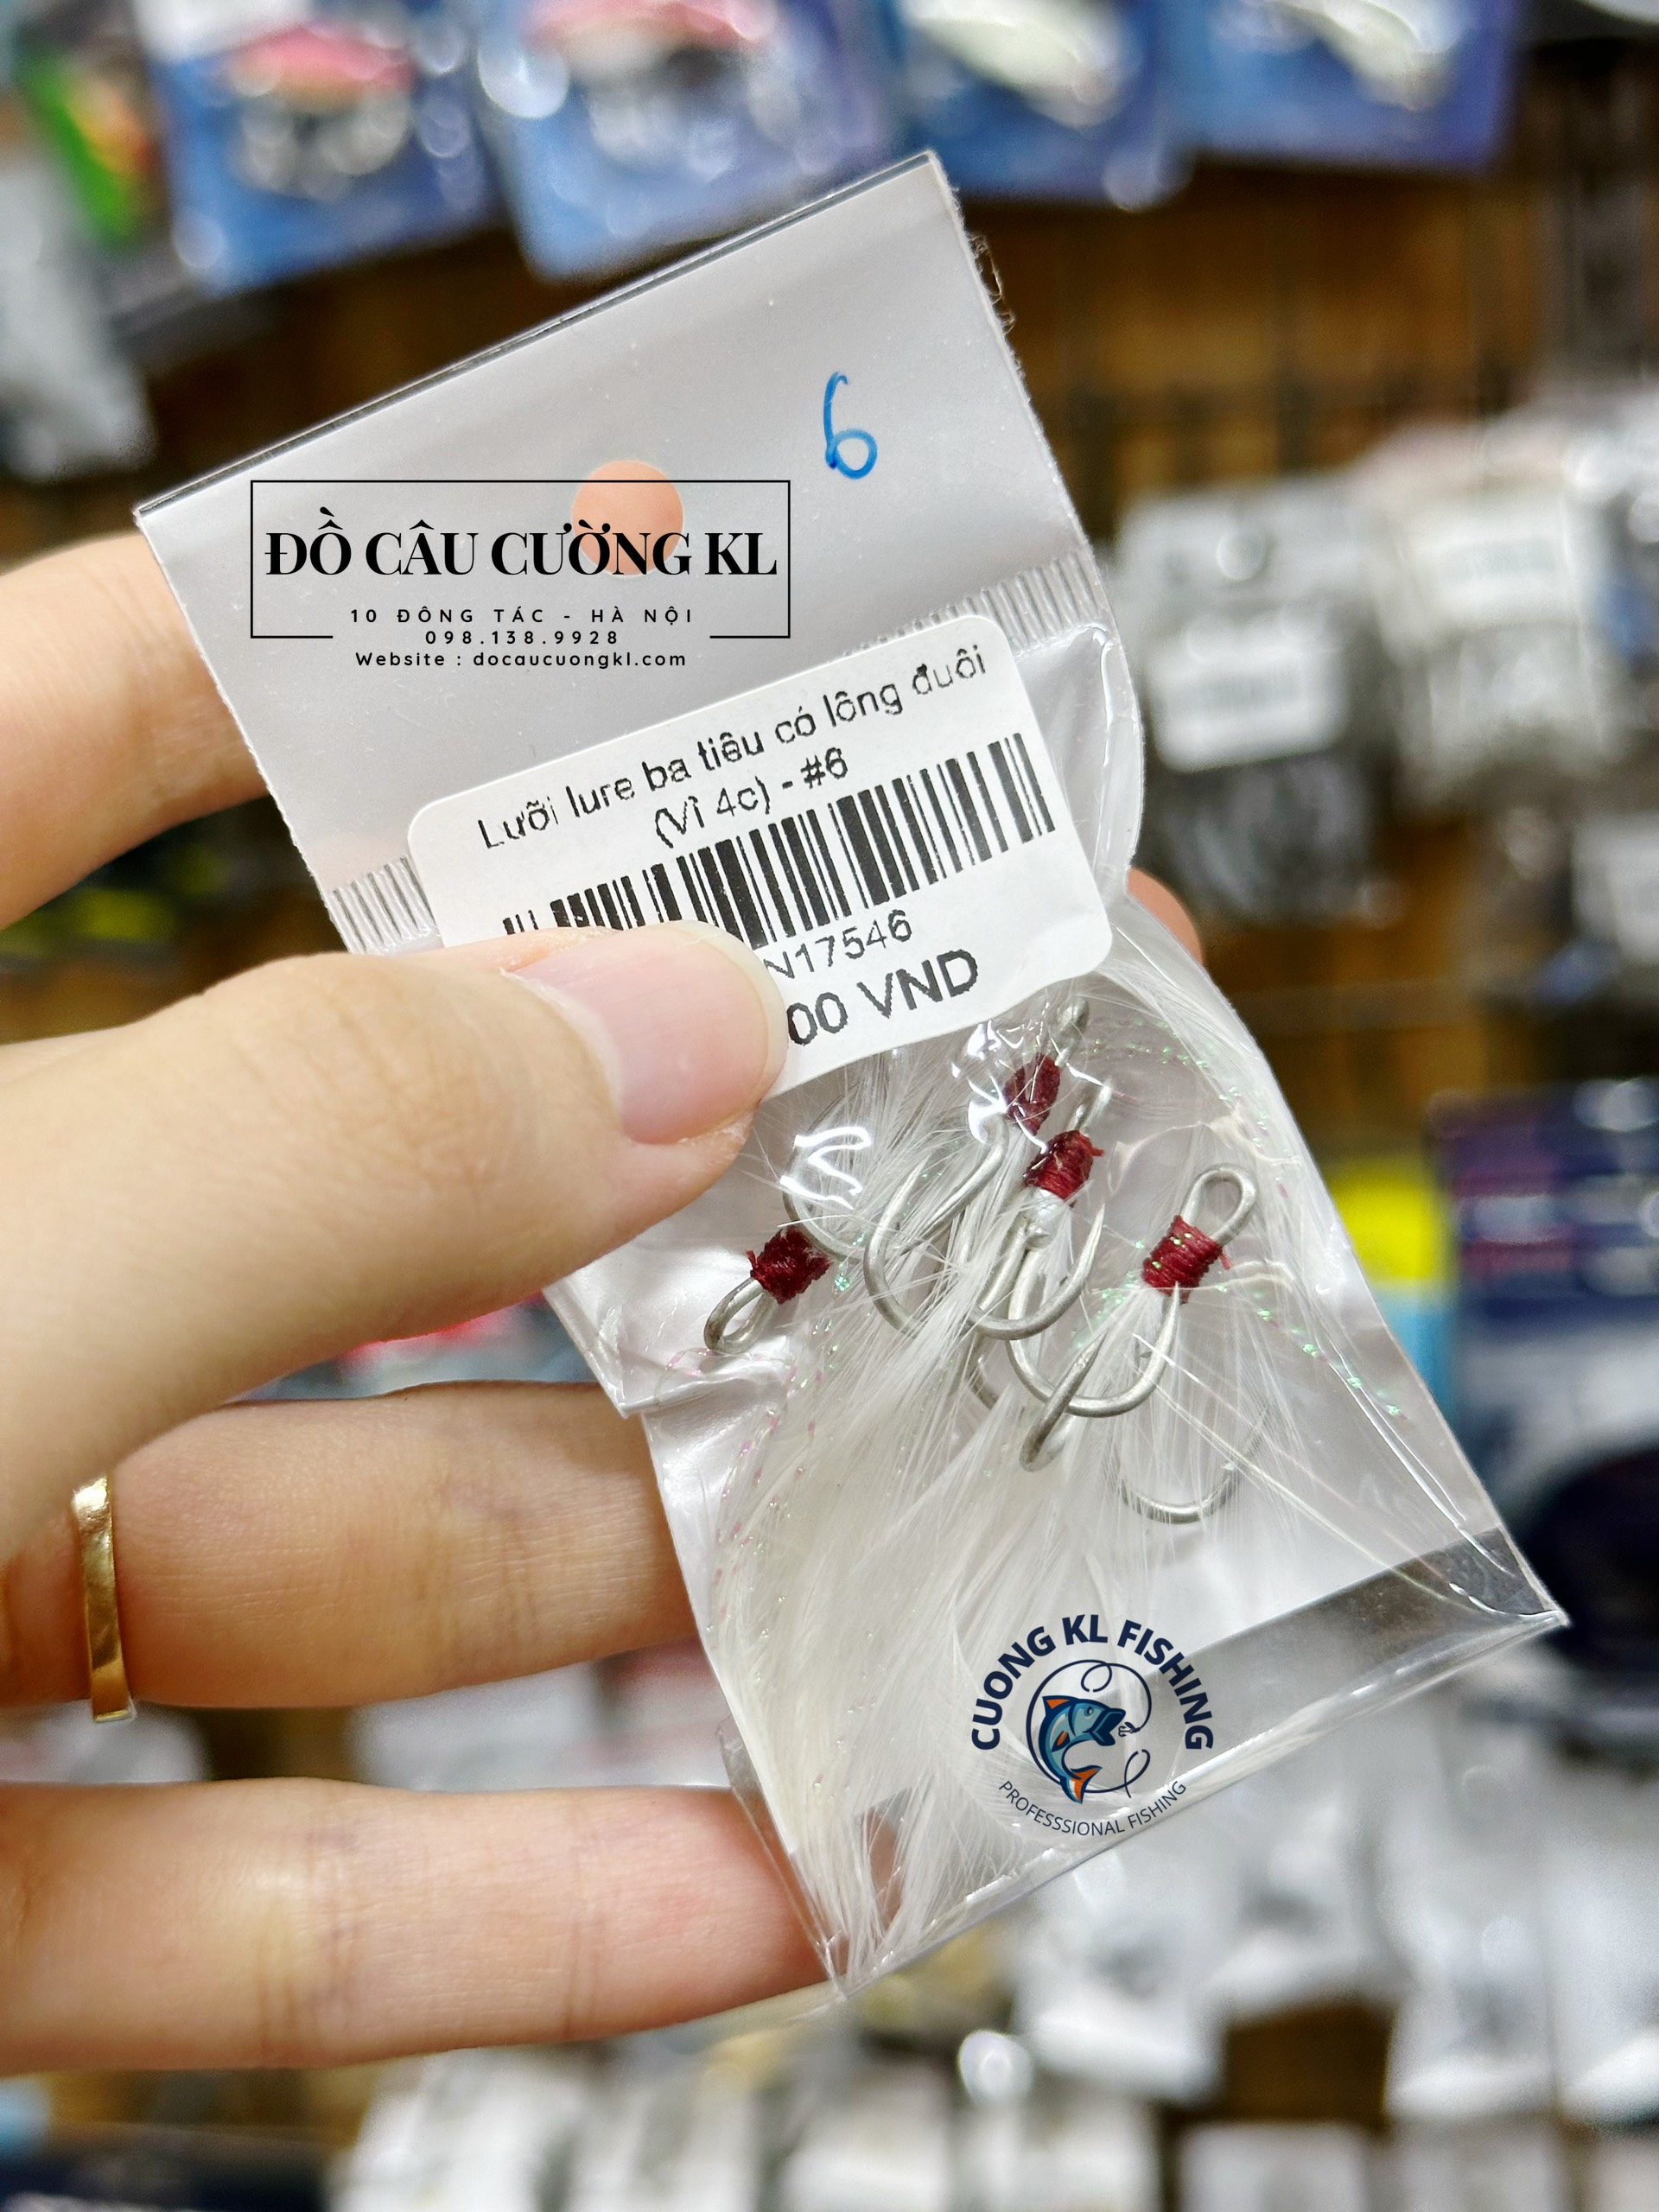 6
ĐỒ CÂU CƯỜNG KL
10 ĐÔNG TÁC - HÀ NỘI
098.138.9928
Website : docaucuongkl.com
Lưỡi lure ba tiêu có lông đuôi
(Vỉ 4c) - #6
N17546
00 VND
CUONG KL FISHING
PROFESSSIONAL FISHING